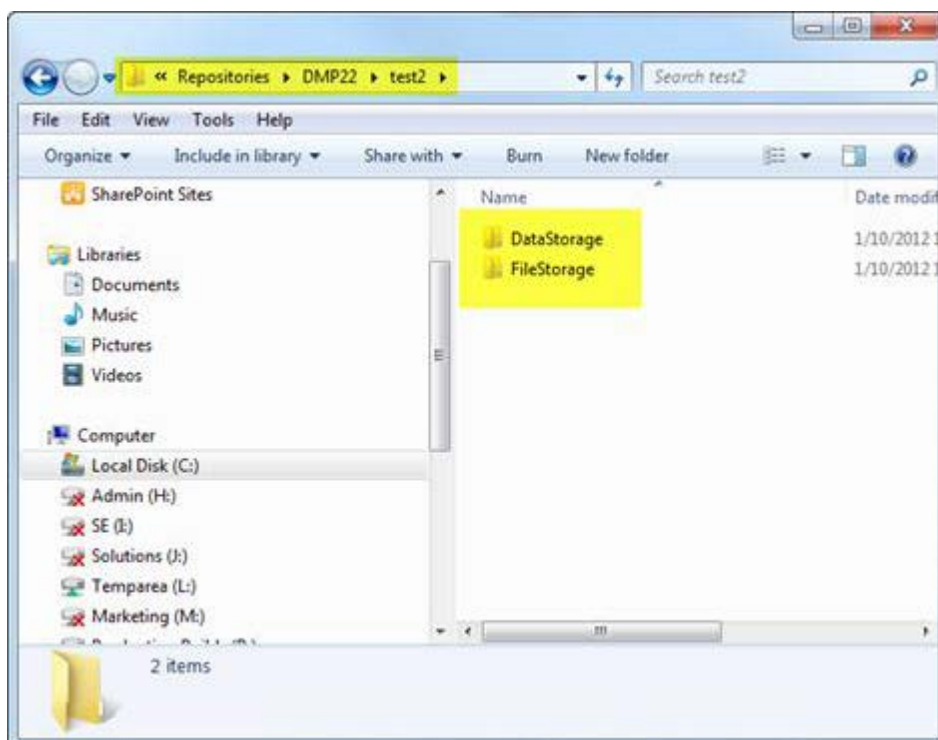 « Repositories ▸ DMP22 ▸ test2 ▸ Search test2
File Edit View Tools Help
Organize Include in library Share with Burn New folder
SharePoint Sites
Libraries
Documents
Music
Pictures
Videos
Computer
Local Disk (C:)
Admin (H:)
SE (I:)
Solutions (J:)
Temparea (L:)
Marketing (M:)
Name Date modif
DataStorage 1/10/2012 1
FileStorage 1/10/2012 1
2 items